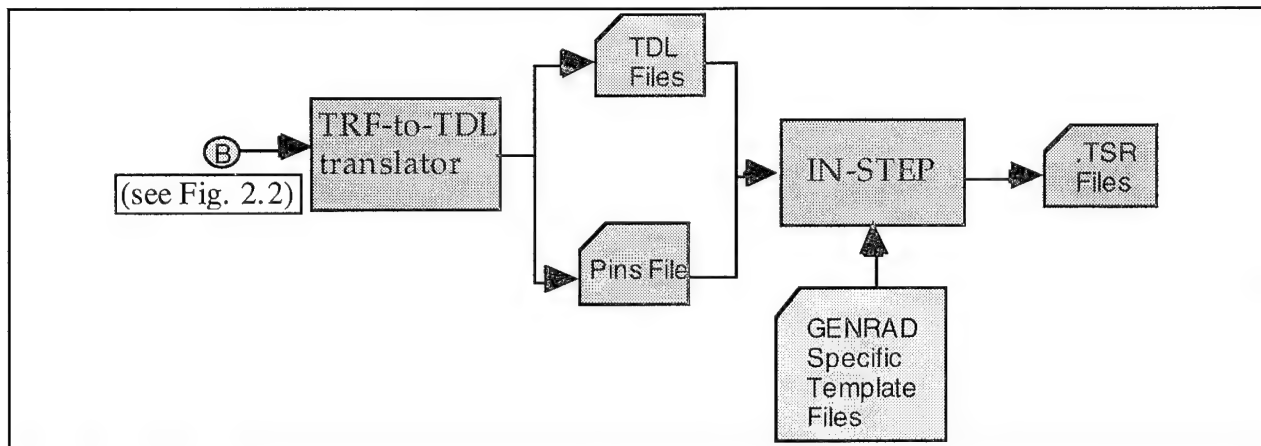 B
(see Fig. 2.2)
TRF-to-TDL
translator
TDL
Files
Pins File
IN-STEP
.TSR
Files
GENRAD
Specific
Template
Files